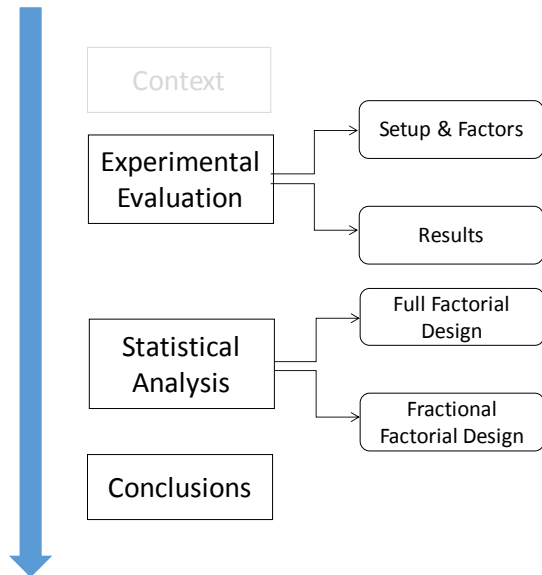 Context
Experimental
Evaluation
Setup & Factors
Results
Statistical
Analysis
Full Factorial
Design
Fractional
Factorial Design
Conclusions